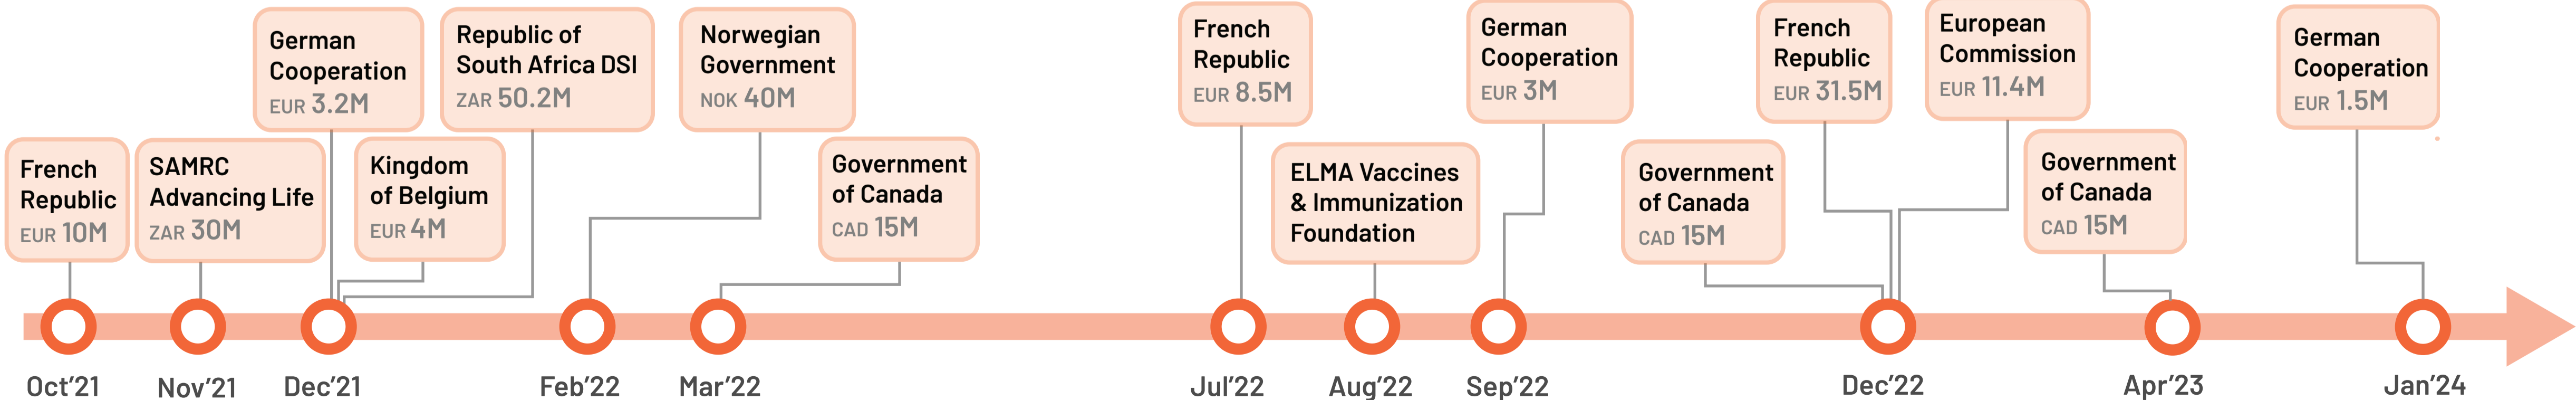 French
Republic
EUR 10M
SAMRC
Advancing Life
ZAR 30M
German
Cooperation
EUR 3.2M
Kingdom
of Belgium
EUR 4M
Republic of
South Africa DSI
ZAR 50.2M
Norwegian
Government
NOK 40M
Government
of Canada
CAD 15M
French
Republic
EUR 8.5M
ELMA Vaccines
& Immunization
Foundation
German
Cooperation
EUR 3M
Government
of Canada
CAD 15M
French
Republic
EUR 31.5M
European
Commission
EUR 11.4M
Government
of Canada
CAD 15M
German
Cooperation
EUR 1.5M
Oct'21
Nov'21
Dec'21
Feb'22
Mar'22
Jul'22
Aug'22
Sep'22
Dec'22
Apr'23
Jan'24